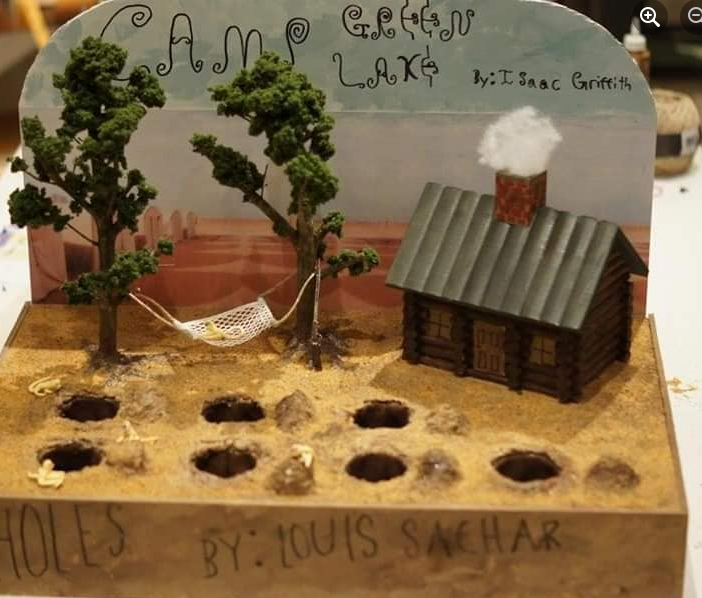 CAMP GREEN
LAKE
By: Isaac Griffith
HOLES
BY: LOUIS SACHAR